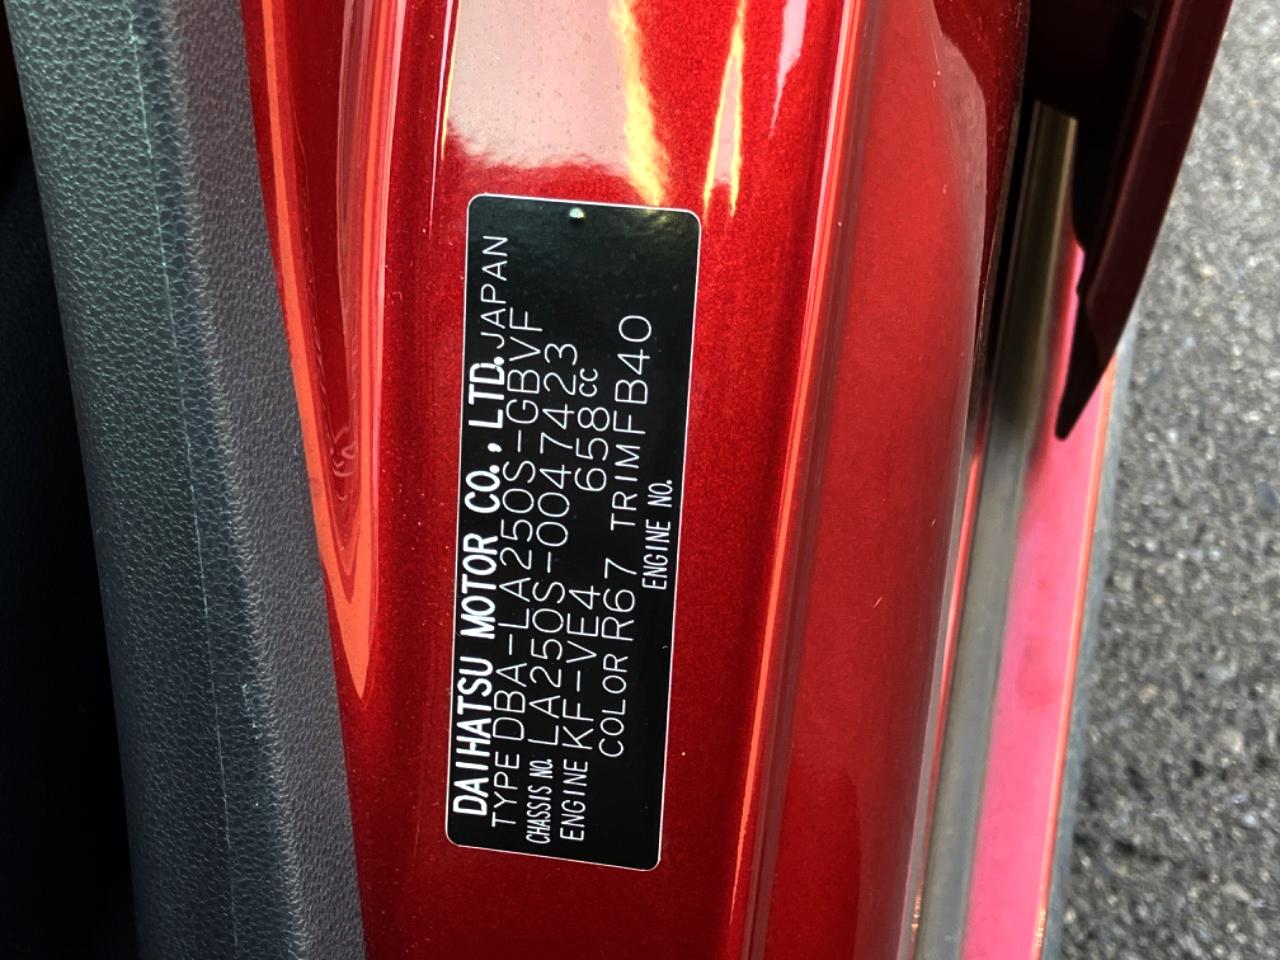 DAIHATSU MOTOR CO., LTD. JAPAN
TYPE DBA-LA250S-GBVF
CHASSIS NO. LA250S-0047423
ENGINE KF-VE4 658cc
COLOR R67 TRIM FB40
ENGINE NO.